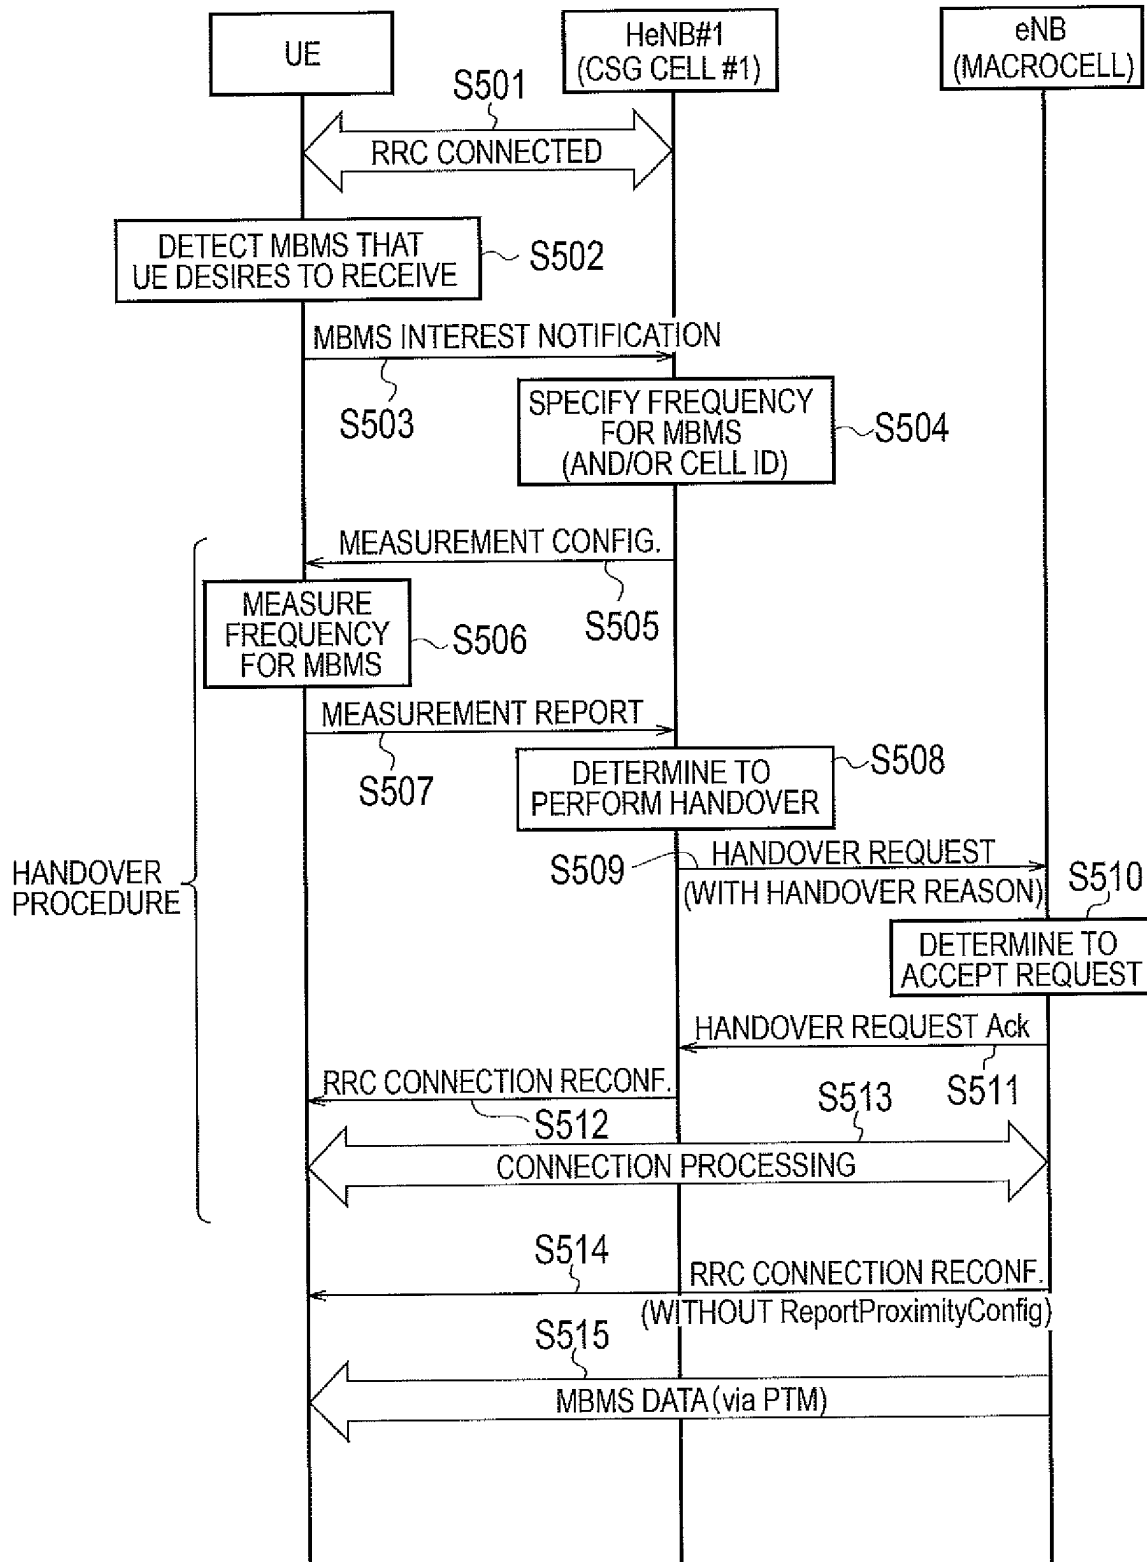 UE
HeNB#1
(CSG CELL #1)
eNB
(MACROCELL)
S501
RRC CONNECTED
DETECT MBMS THAT
UE DESIRES TO RECEIVE
S502
MBMS INTEREST NOTIFICATION
S503
SPECIFY FREQUENCY
FOR MBMS
(AND/OR CELL ID)
S504
MEASUREMENT CONFIG.
S505
MEASURE
FREQUENCY
FOR MBMS
S506
MEASUREMENT REPORT
S507
DETERMINE TO
PERFORM HANDOVER
S508
HANDOVER
PROCEDURE
S509
HANDOVER REQUEST
(WITH HANDOVER REASON)
S510
DETERMINE TO
ACCEPT REQUEST
HANDOVER REQUEST Ack
S511
RRC CONNECTION RECONF.
S512
S513
CONNECTION PROCESSING
S514
RRC CONNECTION RECONF.
(WITHOUT ReportProximityConfig)
S515
MBMS DATA (via PTM)